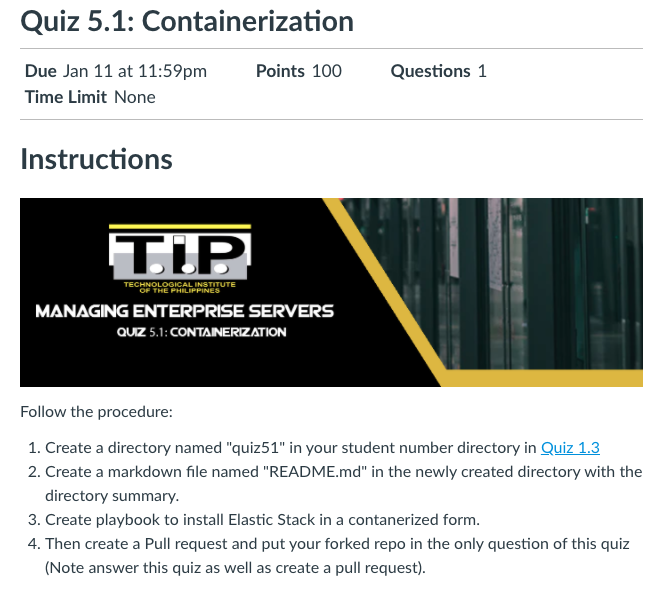 Quiz 5.1: Containerization
Due Jan 11 at 11:59pm Points 100 Questions 1
Time Limit None
Instructions
T.I.P
TECHNOLOGICAL INSTITUTE
OF THE PHILIPPINES
MANAGING ENTERPRISE SERVERS
QUIZ 5.1: CONTAINERIZATION
Follow the procedure:
1. Create a directory named "quiz51" in your student number directory in Quiz 1.3
2. Create a markdown file named "README.md" in the newly created directory with the
directory summary.
3. Create playbook to install Elastic Stack in a contanerized form.
4. Then create a Pull request and put your forked repo in the only question of this quiz
(Note answer this quiz as well as create a pull request).